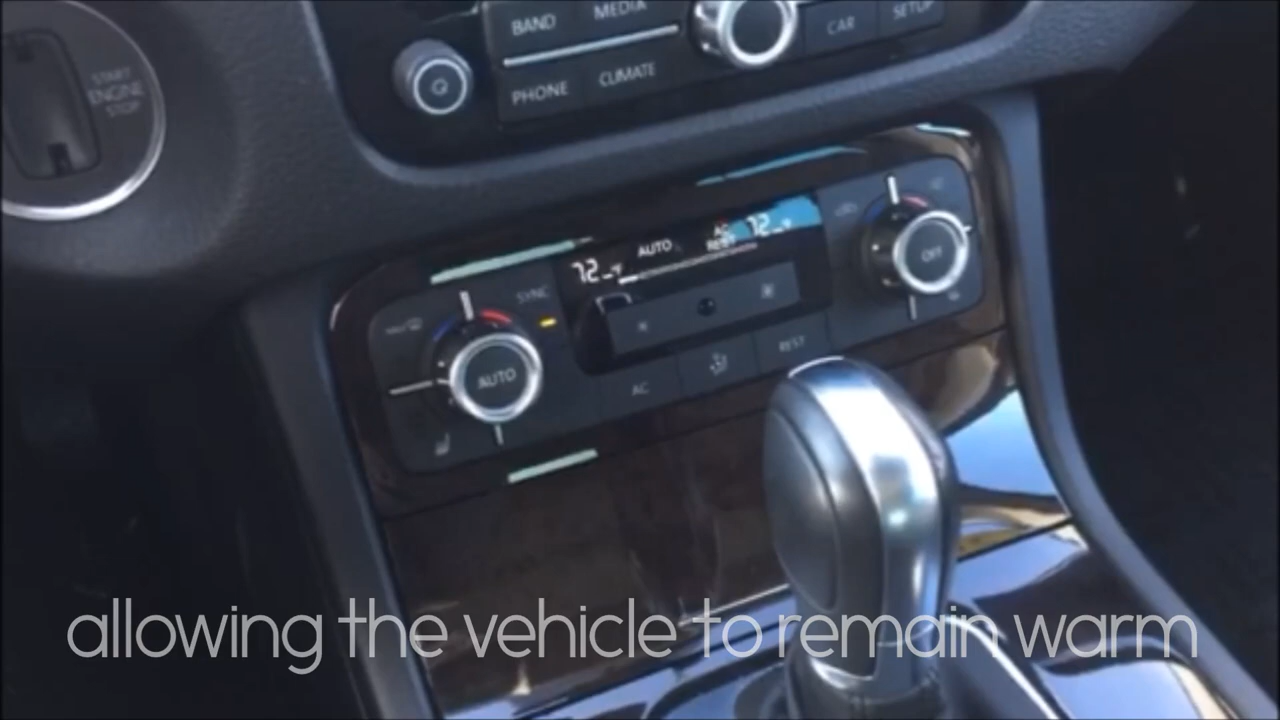 START
ENGINE
STOP
BAND
MEDIA
CAR
SETUP
PHONE
CLIMATE
AUTO
AC
72
REST
72
SYNC
OFF
AUTO
AC
REST
allowing the vehicle to remain warm